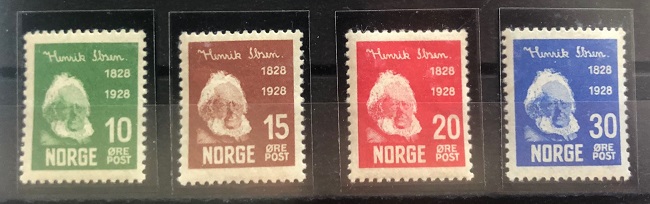 Henrik Ibsen.
1828
1928
10
NORGE ØRE
POST
Henrik Ibsen.
1828
1928
15
NORGE ØRE
POST
Henrik Ibsen.
1828
1928
20
NORGE ØRE
POST
Henrik Ibsen.
1828
1928
30
NORGE ØRE
POST